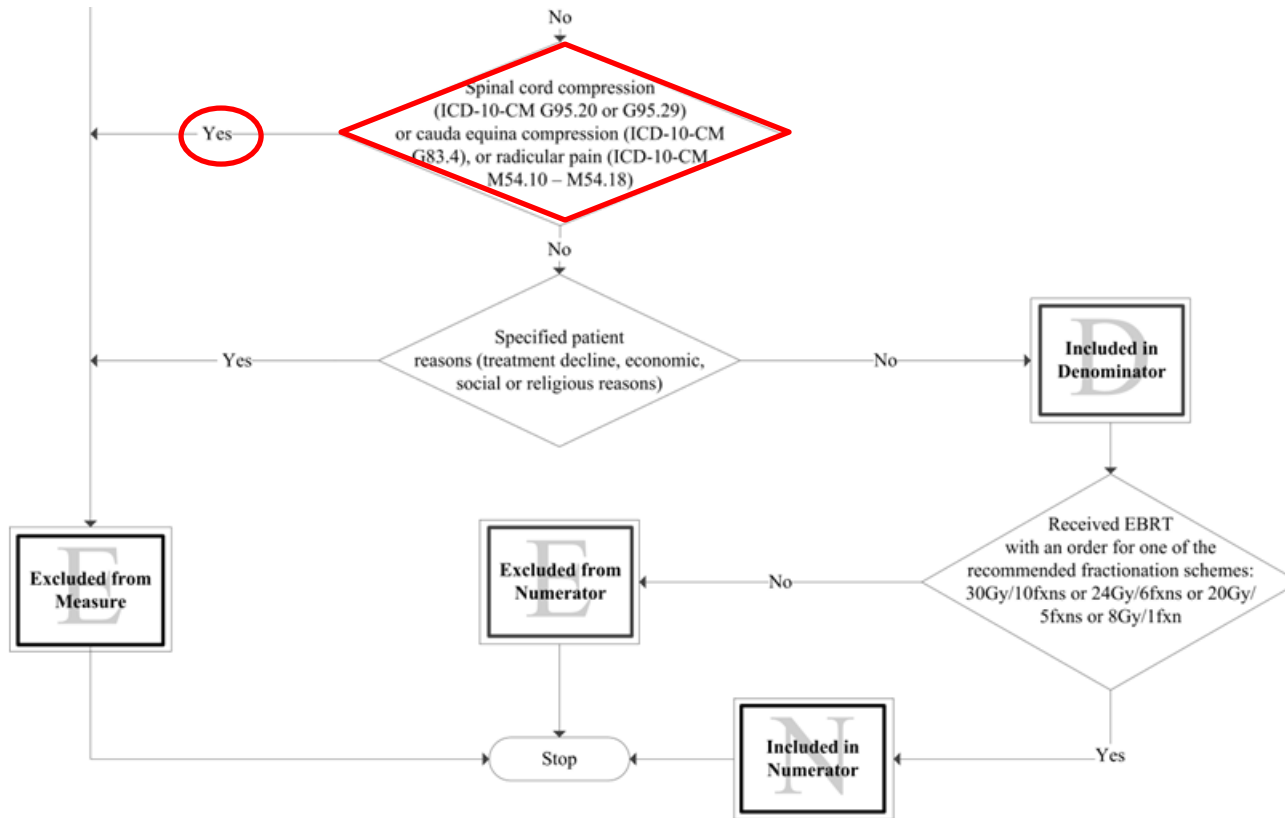 No
Spinal cord compression
(ICD-10-CM G95.20 or G95.29)
or cauda equina compression (ICD-10-CM
G83.4), or radicular pain (ICD-10-CM
M54.10 – M54.18)
Yes
No
Specified patient
reasons (treatment decline, economic,
social or religious reasons)
Yes
No
D
Included in
Denominator
Received EBRT
with an order for one of the
recommended fractionation schemes:
30Gy/10fxns or 24Gy/6fxns or 20Gy/
5fxns or 8Gy/1fxn
No
E
Excluded from
Numerator
E
Excluded from
Measure
Yes
N
Included in
Numerator
Stop